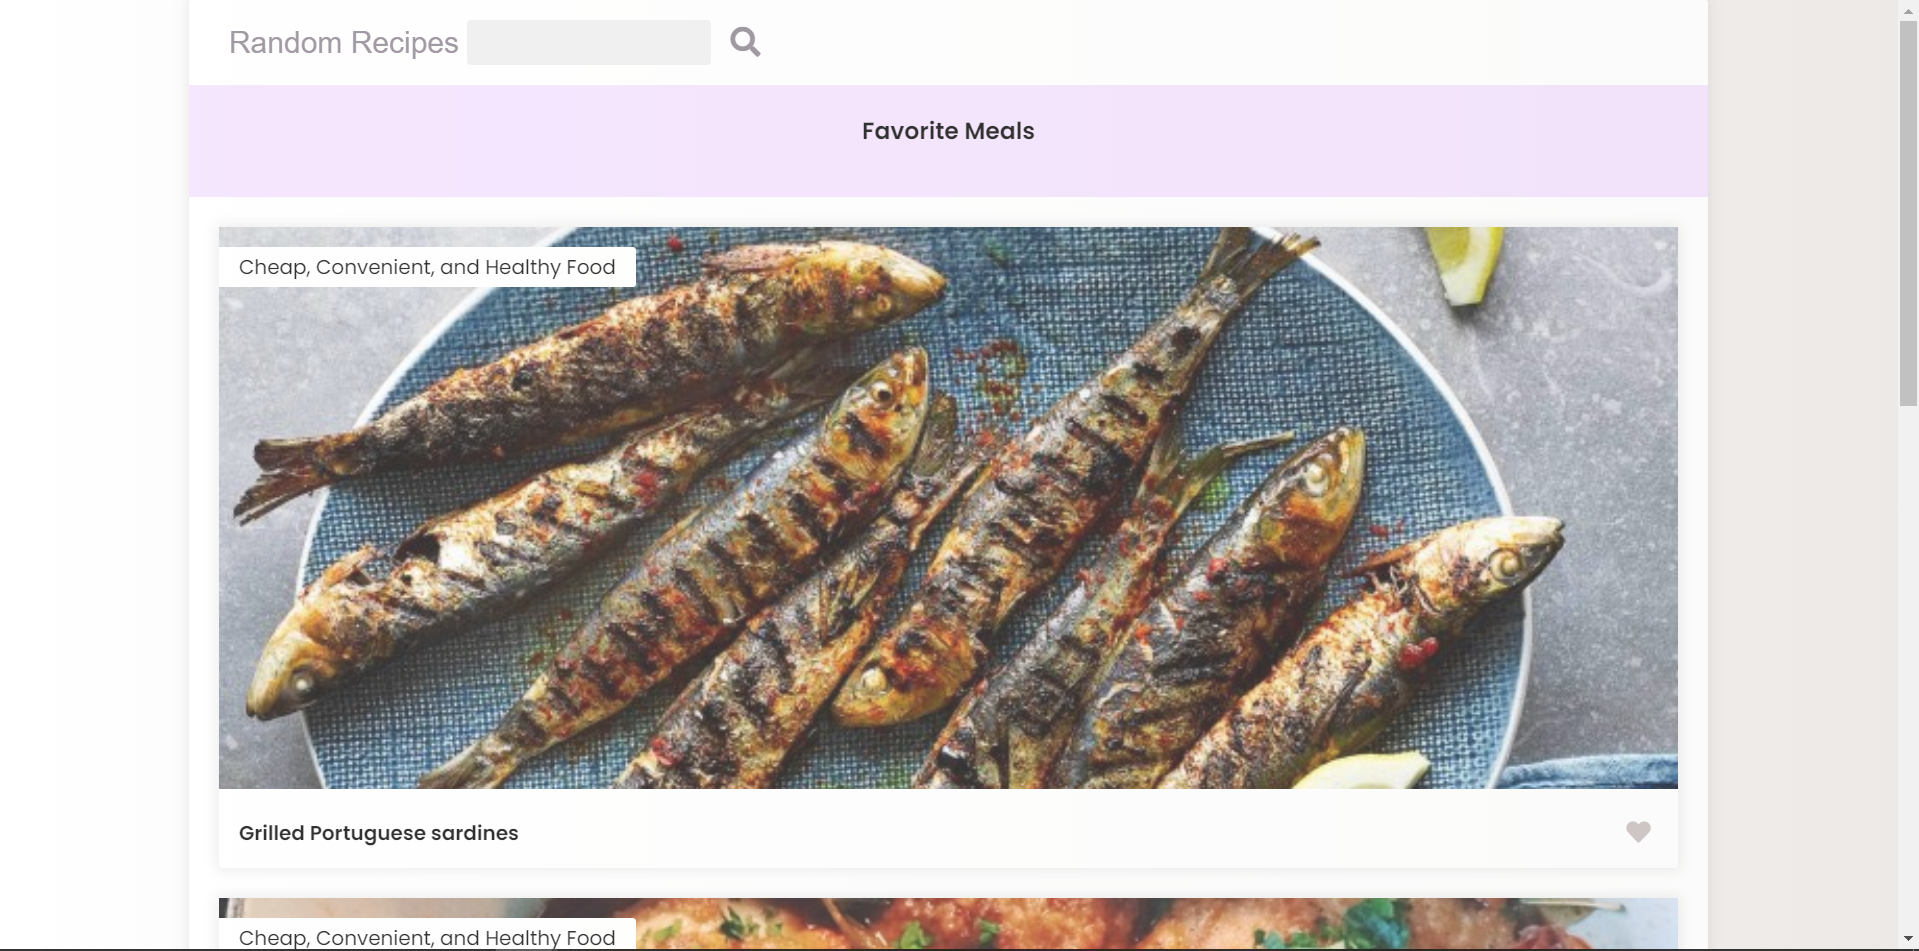 Random Recipes
Favorite Meals
Cheap, Convenient, and Healthy Food
Grilled Portuguese sardines
Cheap, Convenient, and Healthy Food